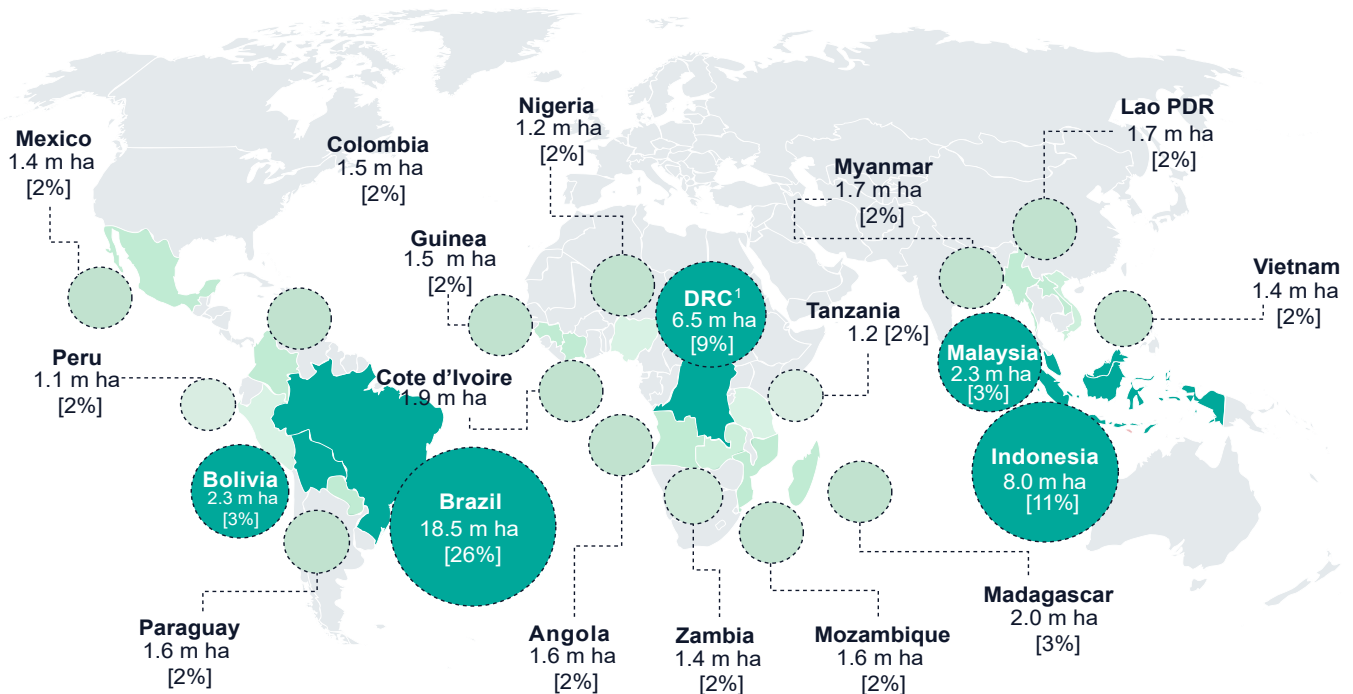 Nigeria
1.2 m ha
[2%]
Lao PDR
1.7 m ha
[2%]
Mexico
1.4 m ha
[2%]
Colombia
1.5 m ha
[2%]
Myanmar
1.7 m ha
[2%]
Guinea
1.5 m ha
[2%]
Vietnam
1.4 m ha
[2%]
DRC¹
6.5 m ha
[9%]
Tanzania
1.2 [2%]
Malaysia
2.3 m ha
[3%]
Peru
1.1 m ha
[2%]
Cote d'Ivoire
1.9 m ha
Indonesia
8.0 m ha
[11%]
Bolivia
2.3 m ha
[3%]
Brazil
18.5 m ha
[26%]
Madagascar
2.0 m ha
[3%]
Paraguay
1.6 m ha
[2%]
Angola
1.6 m ha
[2%]
Zambia
1.4 m ha
[2%]
Mozambique
1.6 m ha
[2%]